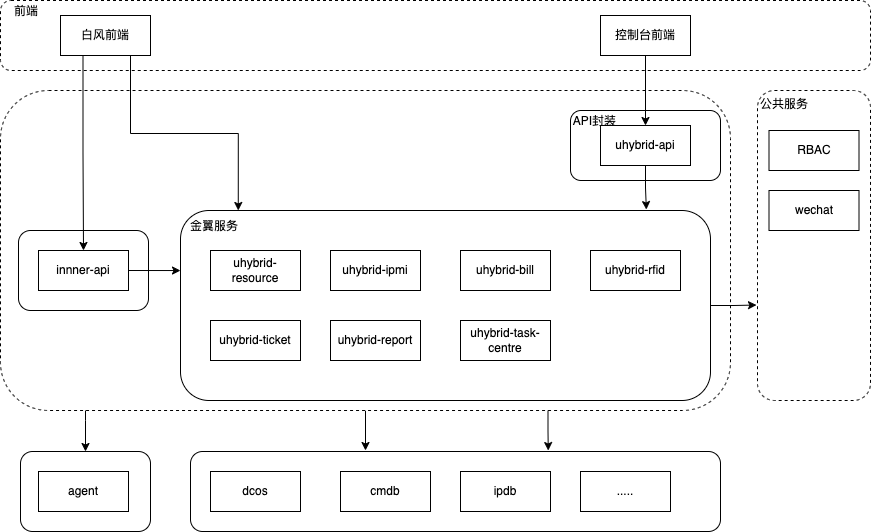 前端
白风前端
控制台前端
公共服务
API封装
uhybrid-api
RBAC
wechat
金翼服务
innner-api
uhybrid-
resource
uhybrid-ipmi
uhybrid-bill
uhybrid-rfid
uhybrid-ticket
uhybrid-report
uhybrid-task-
centre
agent
dcos
cmdb
ipdb
.....